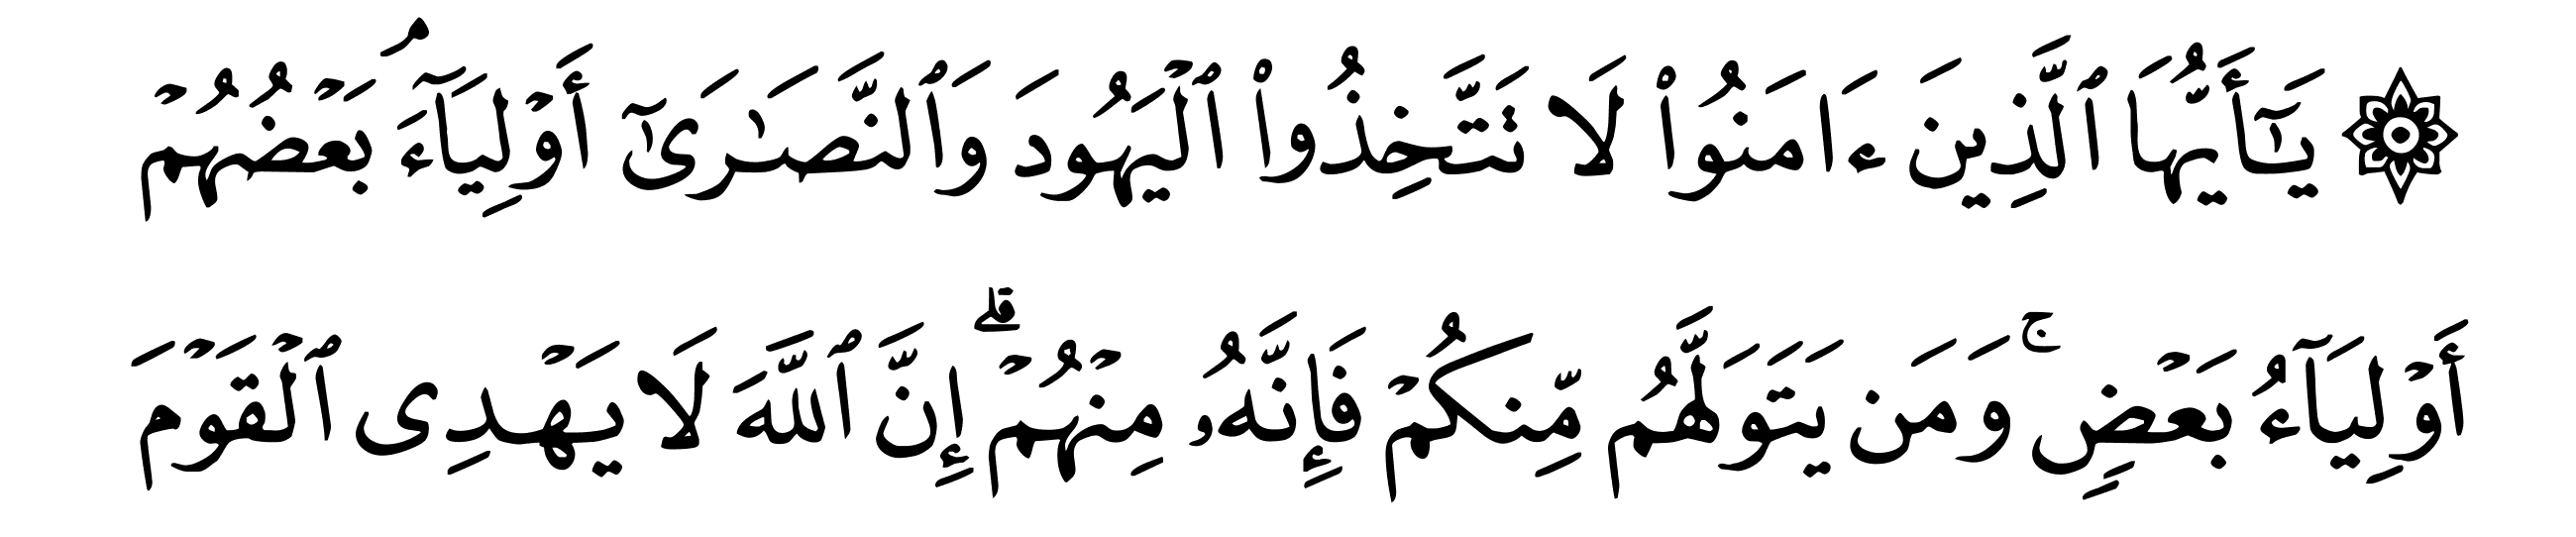 ۞ يَـٰٓأَيُّهَا ٱلَّذِينَ ءَامَنُوا۟ لَا تَتَّخِذُوا۟ ٱلْيَهُودَ وَٱلنَّصَـٰرَىٰٓ أَوْلِيَآءَ ۘ بَعْضُهُمْ
أَوْلِيَآءُ بَعْضٍۢ ۚ وَمَن يَتَوَلَّهُم مِّنكُمْ فَإِنَّهُۥ مِنْهُمْ ۗ إِنَّ ٱللَّهَ لَا يَهْدِى ٱلْقَوْمَ